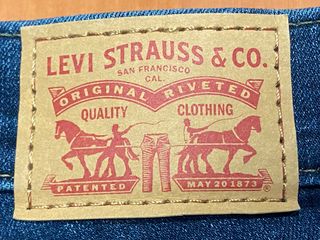 LEVI STRAUSS & CO.
SAN FRANCISCO
CAL.
ORIGINAL RIVETED
QUALITY CLOTHING
PATENTED MAY 20 1873